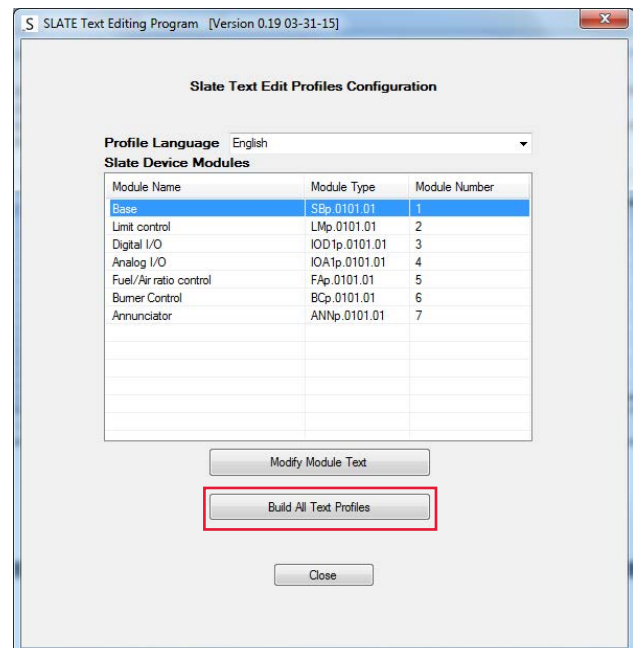 S SLATE Text Editing Program [Version 0.19 03-31-15]
Slate Text Edit Profiles Configuration
Profile Language English
Slate Device Modules
Module Name Module Type Module Number
Base SBp.0101.01 1
Limit control LMp.0101.01 2
Digital I/O IOD1p.0101.01 3
Analog I/O IOA1p.0101.01 4
Fuel/Air ratio control FAp.0101.01 5
Burner Control BCp.0101.01 6
Annunciator ANNp.0101.01 7
Modify Module Text
Build All Text Profiles
Close